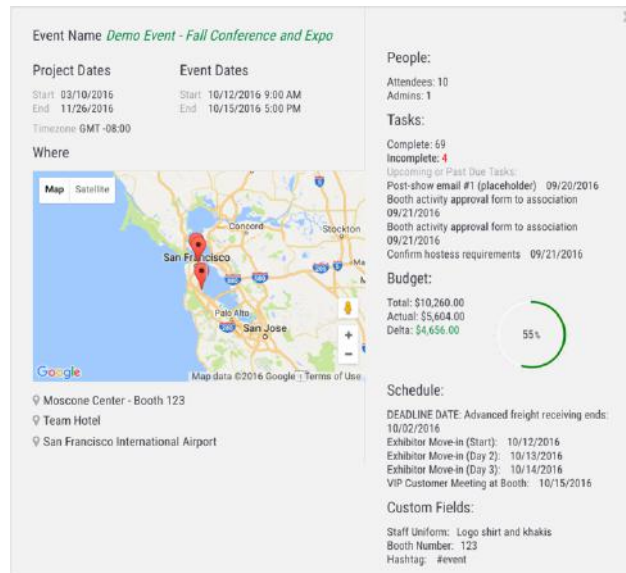 Event Name Demo Event - Fall Conference and Expo
Project Dates
Start 03/10/2016
End 11/26/2016
Timezone GMT -08:00
Event Dates
Start 10/12/2016 9:00 AM
End 10/15/2016 5:00 PM
Where
Map Satellite
Concord
Stockton
San Francisco
Palo Alto
San Jose
+
−
Google
Map data ©2016 Google Terms of Use
Moscone Center - Booth 123
Team Hotel
San Francisco International Airport
People:
Attendees: 10
Admins: 1
Tasks:
Complete: 69
Incomplete: 4
Upcoming or Past Due Tasks:
Post-show email #1 (placeholder) 09/20/2016
Booth activity approval form to association
09/21/2016
Booth activity approval form to association
09/21/2016
Confirm hostess requirements 09/21/2016
Budget:
Total: $10,260.00
Actual: $5,604.00
Delta: $4,656.00
55%
Schedule:
DEADLINE DATE: Advanced freight receiving ends:
10/02/2016
Exhibitor Move-in (Start): 10/12/2016
Exhibitor Move-in (Day 2): 10/13/2016
Exhibitor Move-in (Day 3): 10/14/2016
VIP Customer Meeting at Booth: 10/15/2016
Custom Fields:
Staff Uniform: Logo shirt and khakis
Booth Number: 123
Hashtag: #event